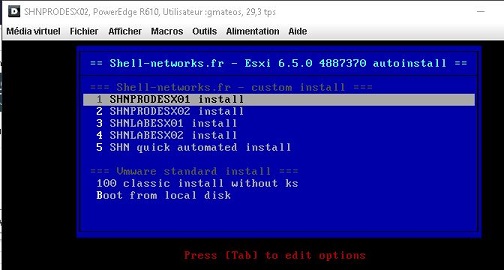 SHNPRODESX02, PowerEdge R610, Utilisateur :gmateos, 29,3 tps
Média virtuel Fichier Afficher Macros Outils Alimentation Aide
== Shell-networks.fr - Esxi 6.5.0 4887370 autoinstall ==
=== Shell-networks.fr - custom install ===
1 SHNPRODESX01 install
2 SHNPRODESX02 install
3 SHNLABESX01 install
4 SHNLABESX02 install
5 SHN quick automated install
=== Vmware standard install ===
100 classic install without ks
Boot from local disk
Press [Tab] to edit options